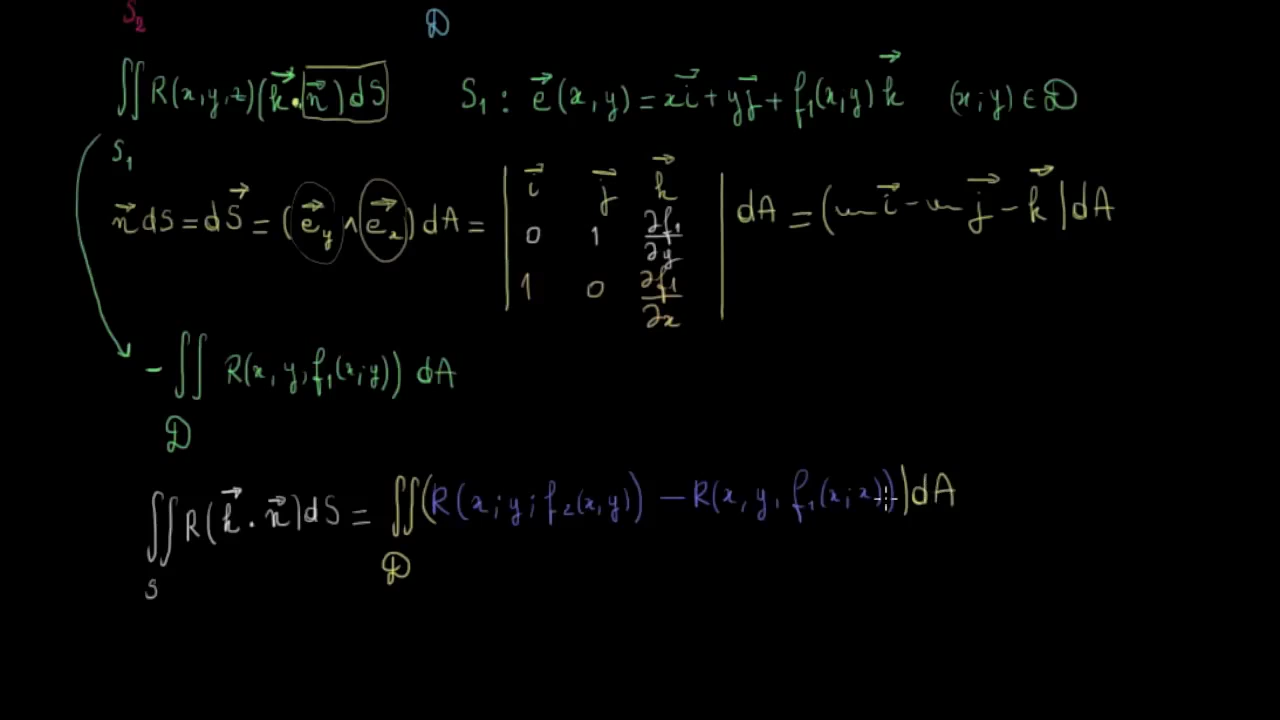 S₂ D
∬ R(x,y,z)(k⃗·n⃗)dS S₁ : e⃗(x,y)=xi⃗+yj⃗+f₁(x,y)k⃗ (x;y)∈D
S₁
n⃗dS=dS⃗=(e⃗y∧e⃗x)dA= | i⃗ j⃗ k⃗ | dA=( i⃗- j⃗-k⃗)dA
0 1 ∂f₁/∂y
1 0 ∂f₁/∂x
-∬ R(x,y,f₁(x;y)) dA
D
∬R(k⃗·n⃗)dS = ∬(R(x;y;f₂(x,y)) -R(x,y,f₁(x;x)))dA
S D